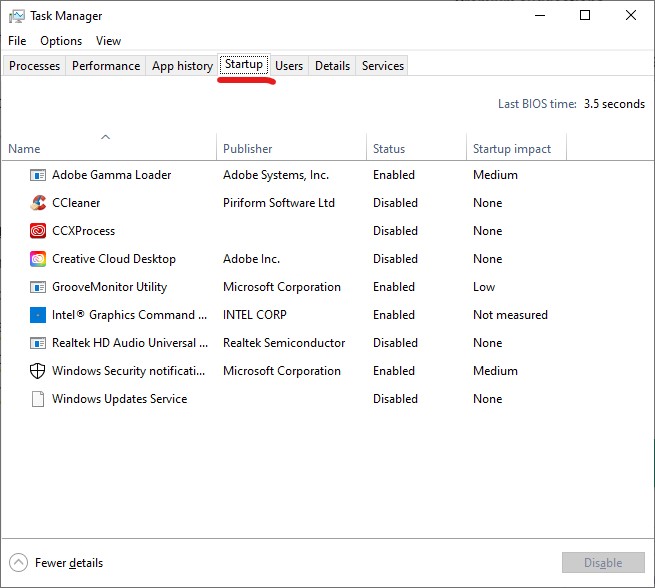 Task Manager
File Options View
Processes Performance App history Startup Users Details Services
Last BIOS time: 3.5 seconds
Name Publisher Status Startup impact
Adobe Gamma Loader Adobe Systems, Inc. Enabled Medium
CCleaner Piriform Software Ltd Disabled None
CCXProcess Disabled None
Creative Cloud Desktop Adobe Inc. Disabled None
GrooveMonitor Utility Microsoft Corporation Enabled Low
Intel® Graphics Command ... INTEL CORP Enabled Not measured
Realtek HD Audio Universal ... Realtek Semiconductor Disabled None
Windows Security notificati... Microsoft Corporation Enabled Medium
Windows Updates Service Disabled None
Fewer details Disable